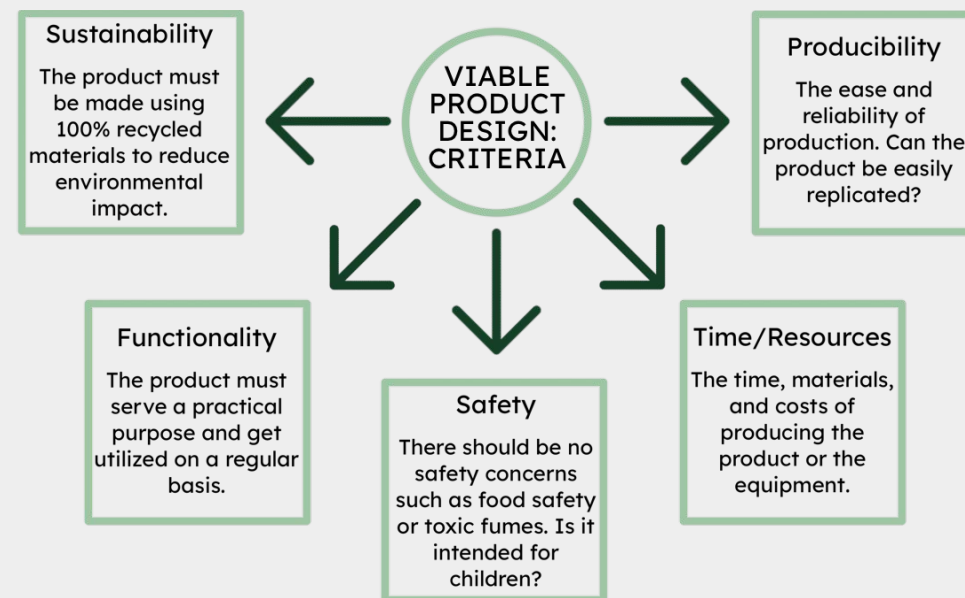 VIABLE
PRODUCT
DESIGN:
CRITERIA
Sustainability
The product must
be made using
100% recycled
materials to reduce
environmental
impact.
Functionality
The product must
serve a practical
purpose and get
utilized on a regular
basis.
Safety
There should be no
safety concerns
such as food safety
or toxic fumes. Is it
intended for
children?
Time/Resources
The time, materials,
and costs of
producing the
product or the
equipment.
Producibility
The ease and
reliability of
production. Can the
product be easily
replicated?